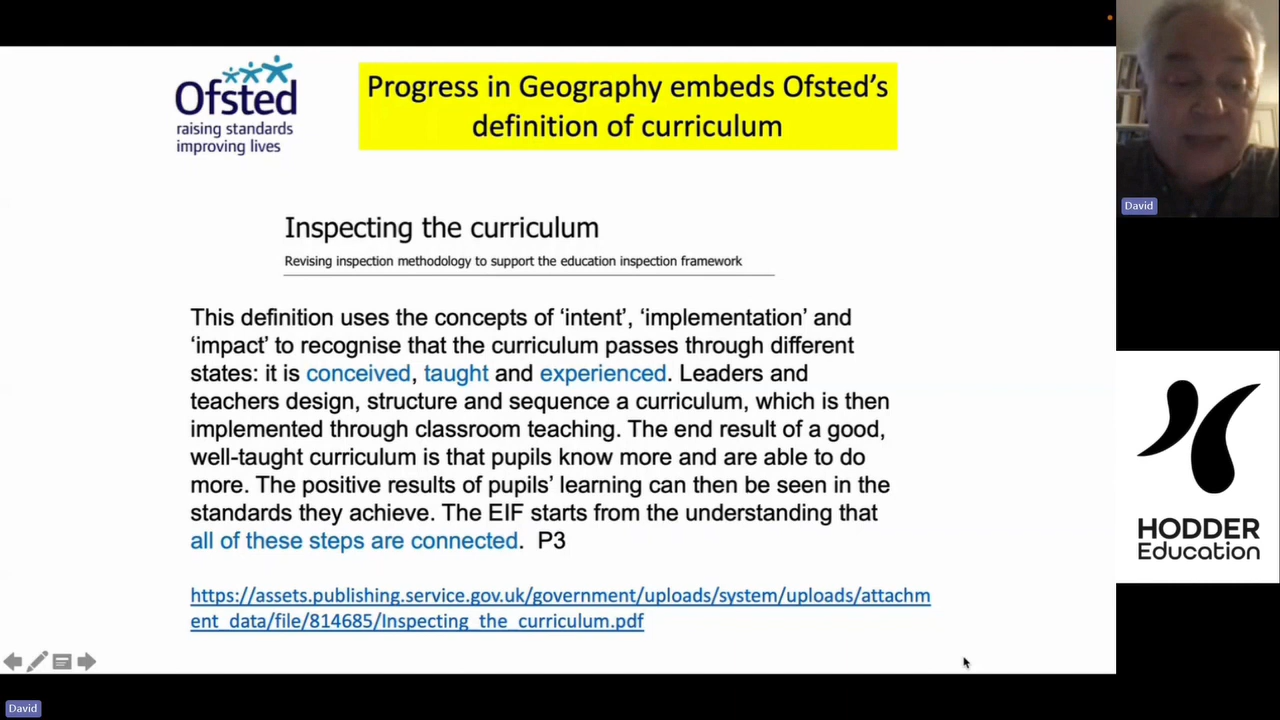 Ofsted
raising standards
improving lives
Progress in Geography embeds Ofsted’s
definition of curriculum
Inspecting the curriculum
Revising inspection methodology to support the education inspection framework
This definition uses the concepts of ‘intent’, ‘implementation’ and
‘impact’ to recognise that the curriculum passes through different
states: it is conceived, taught and experienced. Leaders and
teachers design, structure and sequence a curriculum, which is then
implemented through classroom teaching. The end result of a good,
well-taught curriculum is that pupils know more and are able to do
more. The positive results of pupils’ learning can then be seen in the
standards they achieve. The EIF starts from the understanding that
all of these steps are connected. P3
https://assets.publishing.service.gov.uk/government/uploads/system/uploads/attachm
ent_data/file/814685/Inspecting_the_curriculum.pdf
David
HODDER
Education
David